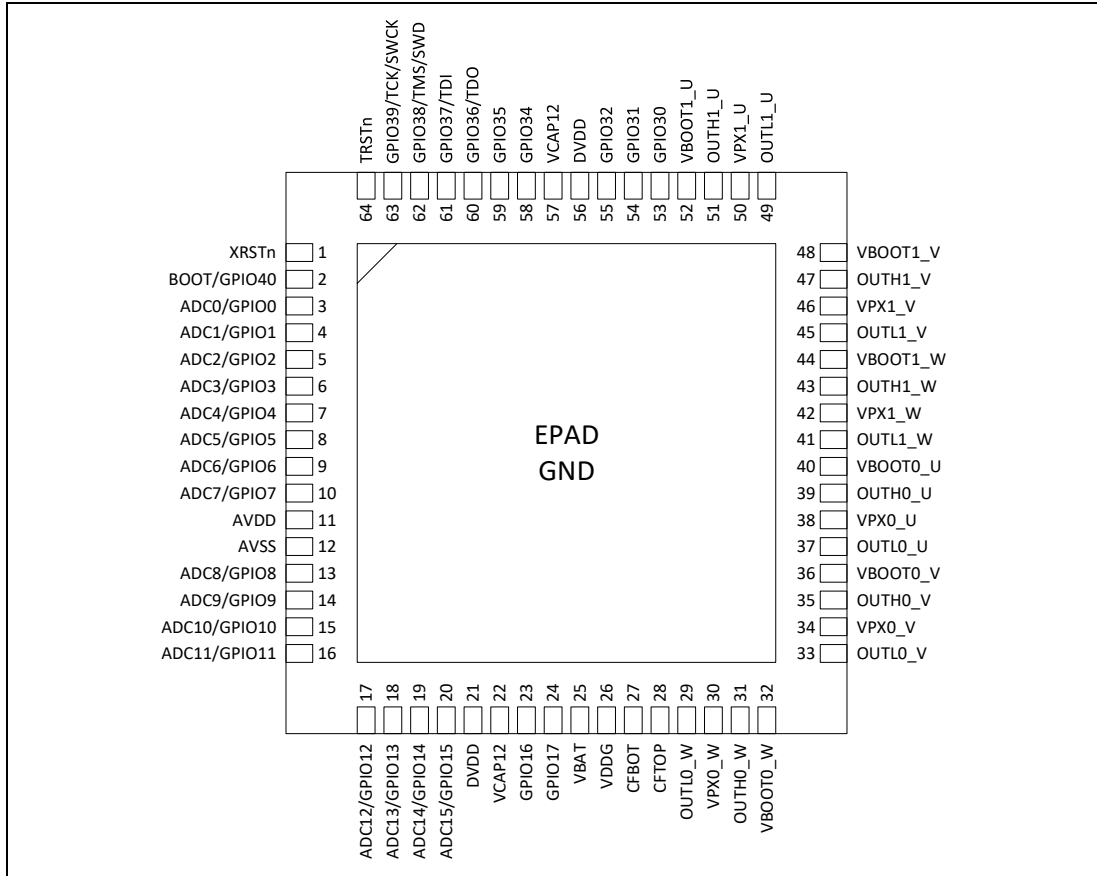 TRSTn
GPIO39/TCK/SWCK
GPIO38/TMS/SWD
GPIO37/TDI
GPIO36/TDO
GPIO35
GPIO34
VCAP12
DVDD
GPIO32
GPIO31
GPIO30
VBOOT1_U
OUTH1_U
VPX1_U
OUTL1_U
64
63
62
61
60
59
58
57
56
55
54
53
52
51
50
49
XRSTn 1
BOOT/GPIO40 2
ADC0/GPIO0 3
ADC1/GPIO1 4
ADC2/GPIO2 5
ADC3/GPIO3 6
ADC4/GPIO4 7
ADC5/GPIO5 8
ADC6/GPIO6 9
ADC7/GPIO7 10
AVDD 11
AVSS 12
ADC8/GPIO8 13
ADC9/GPIO9 14
ADC10/GPIO10 15
ADC11/GPIO11 16
EPAD
GND
48 VBOOT1_V
47 OUTH1_V
46 VPX1_V
45 OUTL1_V
44 VBOOT1_W
43 OUTH1_W
42 VPX1_W
41 OUTL1_W
40 VBOOT0_U
39 OUTH0_U
38 VPX0_U
37 OUTL0_U
36 VBOOT0_V
35 OUTH0_V
34 VPX0_V
33 OUTL0_V
17
18
19
20
21
22
23
24
25
26
27
28
29
30
31
32
ADC12/GPIO12
ADC13/GPIO13
ADC14/GPIO14
ADC15/GPIO15
DVDD
VCAP12
GPIO16
GPIO17
VBAT
VDDG
CFBOT
CFTOP
OUTL0_W
VPX0_W
OUTH0_W
VBOOT0_W